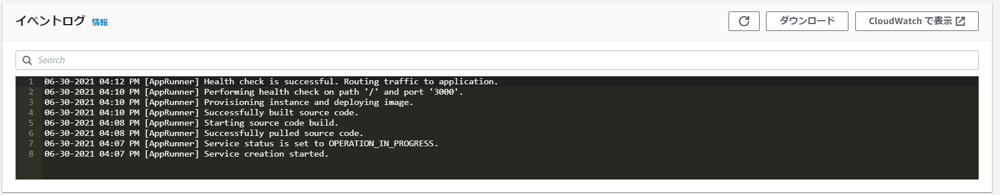 イベントログ 情報
ダウンロード
CloudWatch で表示
Search
1 06-30-2021 04:12 PM [AppRunner] Health check is successful. Routing traffic to application.
2 06-30-2021 04:10 PM [AppRunner] Performing health check on path '/' and port '3000'.
3 06-30-2021 04:10 PM [AppRunner] Provisioning instance and deploying image.
4 06-30-2021 04:10 PM [AppRunner] Successfully built source code.
5 06-30-2021 04:08 PM [AppRunner] Starting source code build.
6 06-30-2021 04:08 PM [AppRunner] Successfully pulled source code.
7 06-30-2021 04:07 PM [AppRunner] Service status is set to OPERATION_IN_PROGRESS.
8 06-30-2021 04:07 PM [AppRunner] Service creation started.